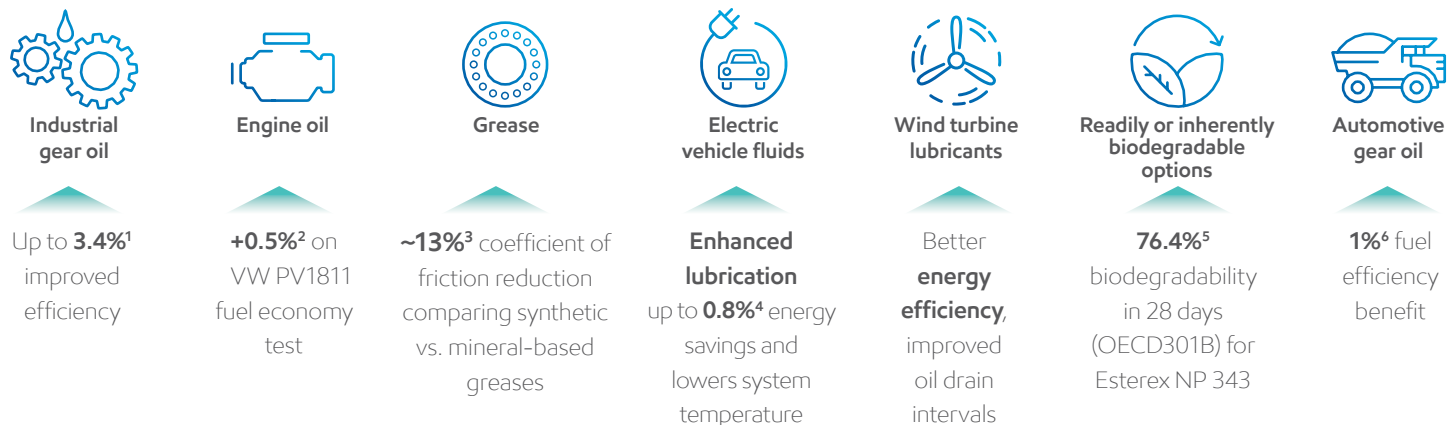 Industrial
gear oil
Up to 3.4%¹
improved
efficiency
Engine oil
+0.5%² on
VW PV1811
fuel economy
test
Grease
~13%³ coefficient of
friction reduction
comparing synthetic
vs. mineral-based
greases
Electric
vehicle fluids
Enhanced
lubrication
up to 0.8%⁴ energy
savings and
lowers system
temperature
Wind turbine
lubricants
Better
energy
efficiency,
improved
oil drain
intervals
Readily or inherently
biodegradable
options
76.4%⁵
biodegradability
in 28 days
(OECD301B) for
Esterex NP 343
Automotive
gear oil
1%⁶ fuel
efficiency
benefit